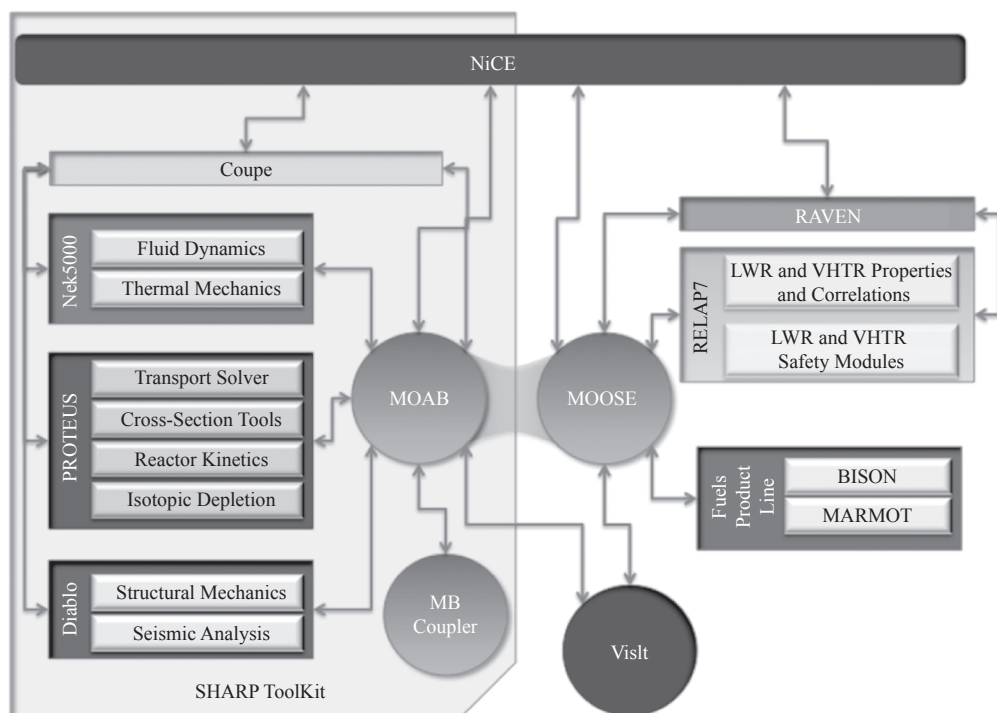 NiCE
Coupe
Nek5000
Fluid Dynamics
Thermal Mechanics
PROTEUS
Transport Solver
Cross-Section Tools
Reactor Kinetics
Isotopic Depletion
Diablo
Structural Mechanics
Seismic Analysis
MOAB
MB
Coupler
SHARP ToolKit
MOOSE
VisIt
RAVEN
RELAP7
LWR and VHTR Properties
and Correlations
LWR and VHTR
Safety Modules
Fuels
Product
Line
BISON
MARMOT